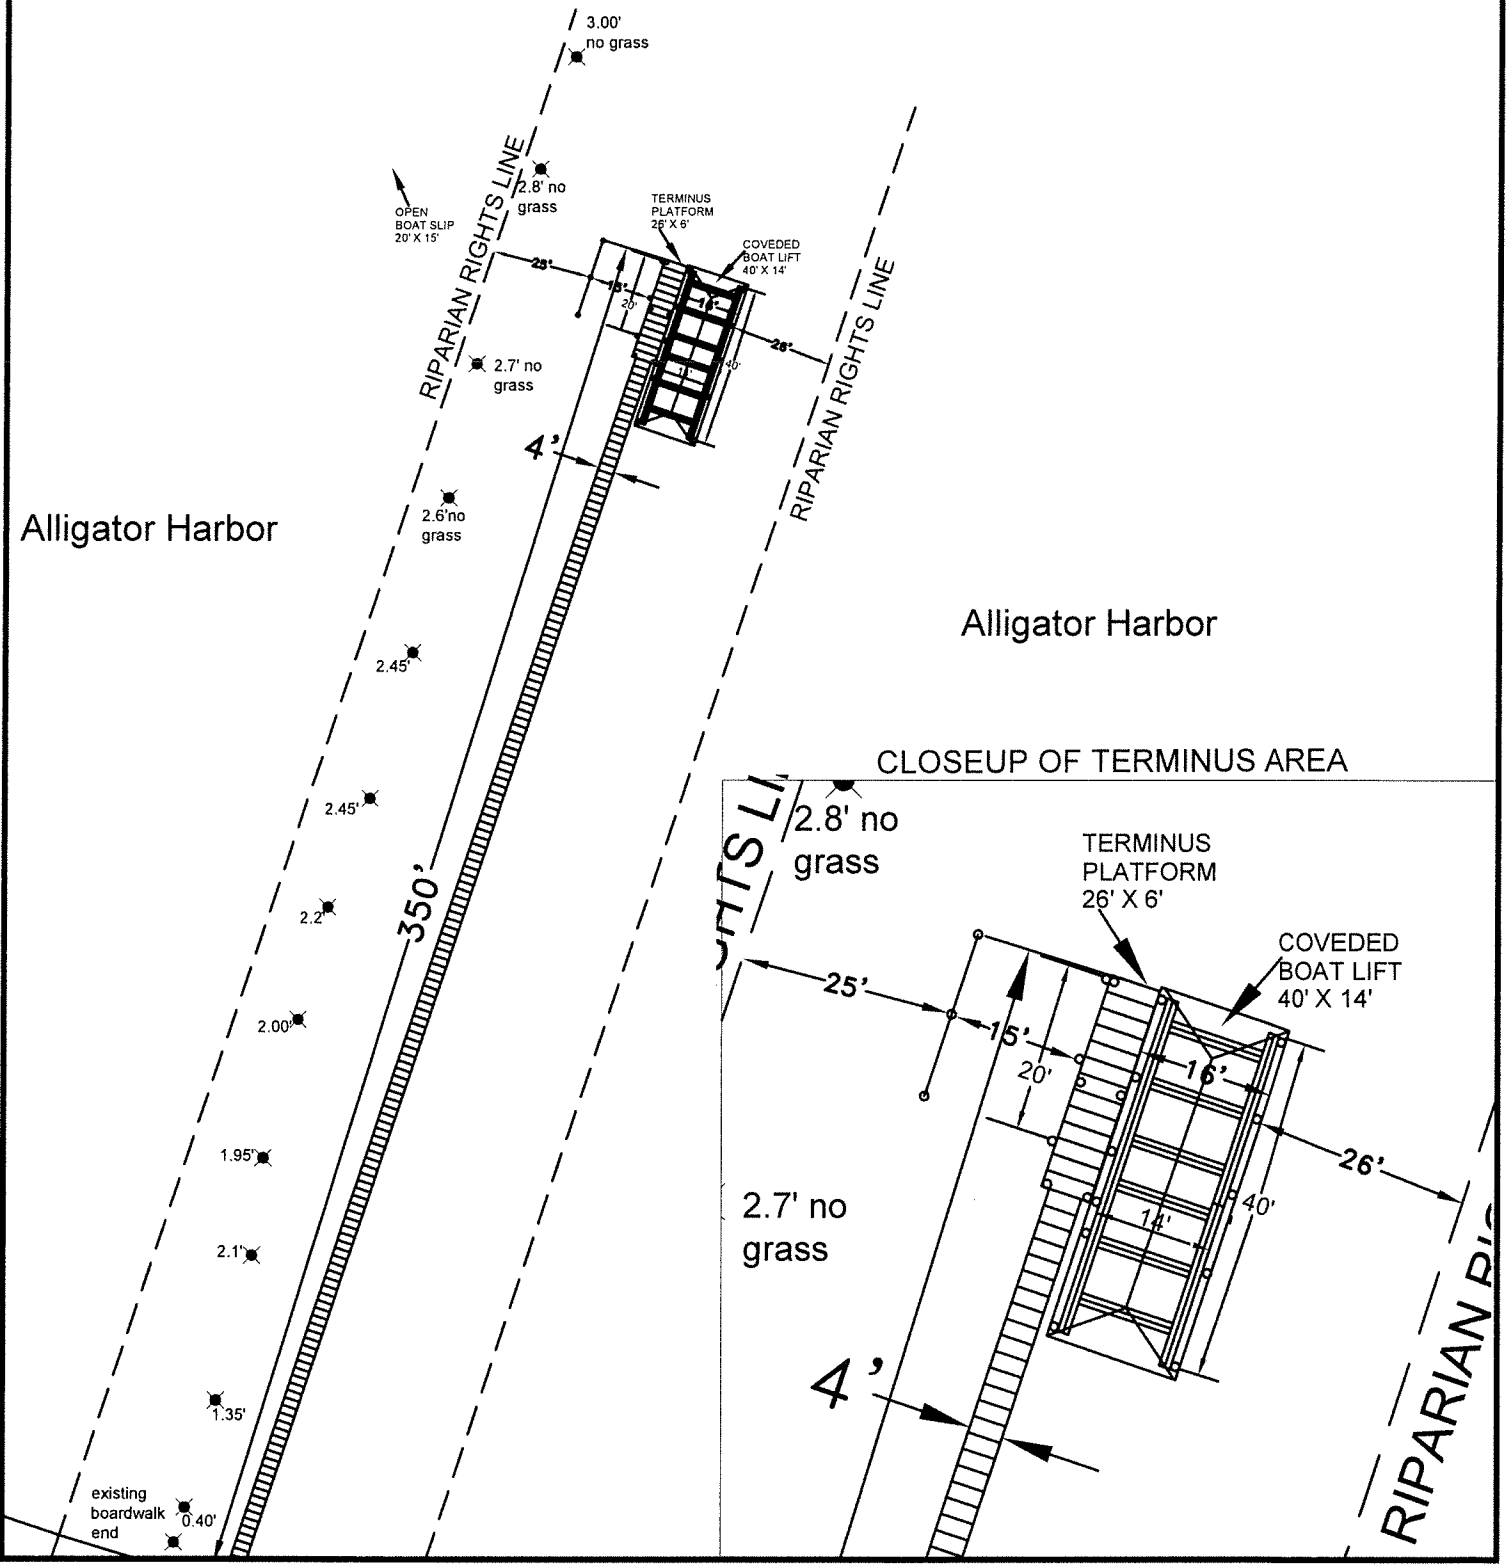 3.00'
no grass
RIPARIAN RIGHTS LINE
2.8' no
grass
OPEN
BOAT SLIP
20' X 15'
TERMINUS
PLATFORM
26' X 6'
COVEDED
BOAT LIFT
40' X 14'
25'
15'
20'
16'
14'
40'
26'
RIPARIAN RIGHTS LINE
2.7' no
grass
4'
2.6'no
grass
Alligator Harbor
Alligator Harbor
2.45'
2.45'
350'
2.2'
2.00'
1.95'
2.1'
1.35'
existing
boardwalk
end
0.40'
CLOSEUP OF TERMINUS AREA
2.8' no
grass
TERMINUS
PLATFORM
26' X 6'
COVEDED
BOAT LIFT
40' X 14'
25'
15'
20'
16'
26'
40'
14'
2.7' no
grass
4'
RIPARIAN